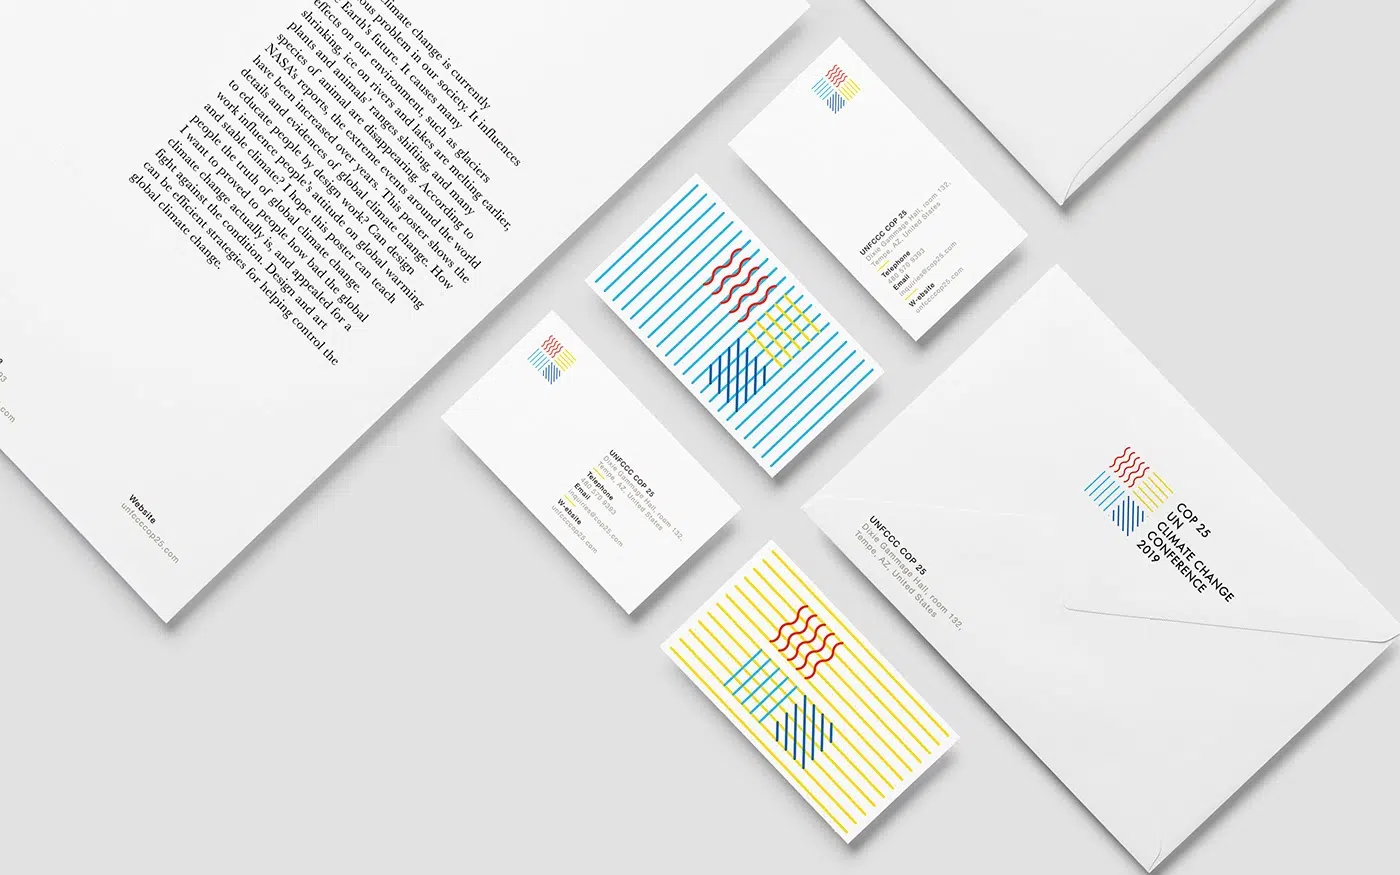 limate change is currently
ous problem in our society. It influences
e Earth's future. It causes many
effects on our environment, such as glaciers
shrinking, ice on rivers and lakes are melting earlier,
plants and animals' ranges shifting, and many
species of animal are disappearing. According to
NASA's reports, the extreme events around the world
have been increased over years. This poster shows the
details and evidences of global climate change. How
to educate people by design work? Can design
work influence people's attitude on global warming
and stable climate? I hope this poster can teach
people the truth of global climate change.
I want to proved to people how bad the global
climate change actually is, and appealed for a
fight against the condition. Design and art
can be efficient strategies for helping control the
global climate change.
93
.com
Website
unfcccop25.com
UNFCCC COP 25
Dixie Gammage Hall, room 132,
Tempe, AZ, United States
Telephone
480 570 9393
Email
inquiries@cop25.com
W-ebsite
unfcccop25.com
UNFCCC COP 25
Dixie Gammage Hall, room 132,
Tempe, AZ, United States
Telephone
480 570 9393
Email
inquiries@cop25.com
W-ebsite
unfcccop25.com
UNFCCC COP 25
Dixie Gammage Hall, room 132,
Tempe, AZ, United States
COP 25
UN
CLIMATE CHANGE
CONFERENCE
2019